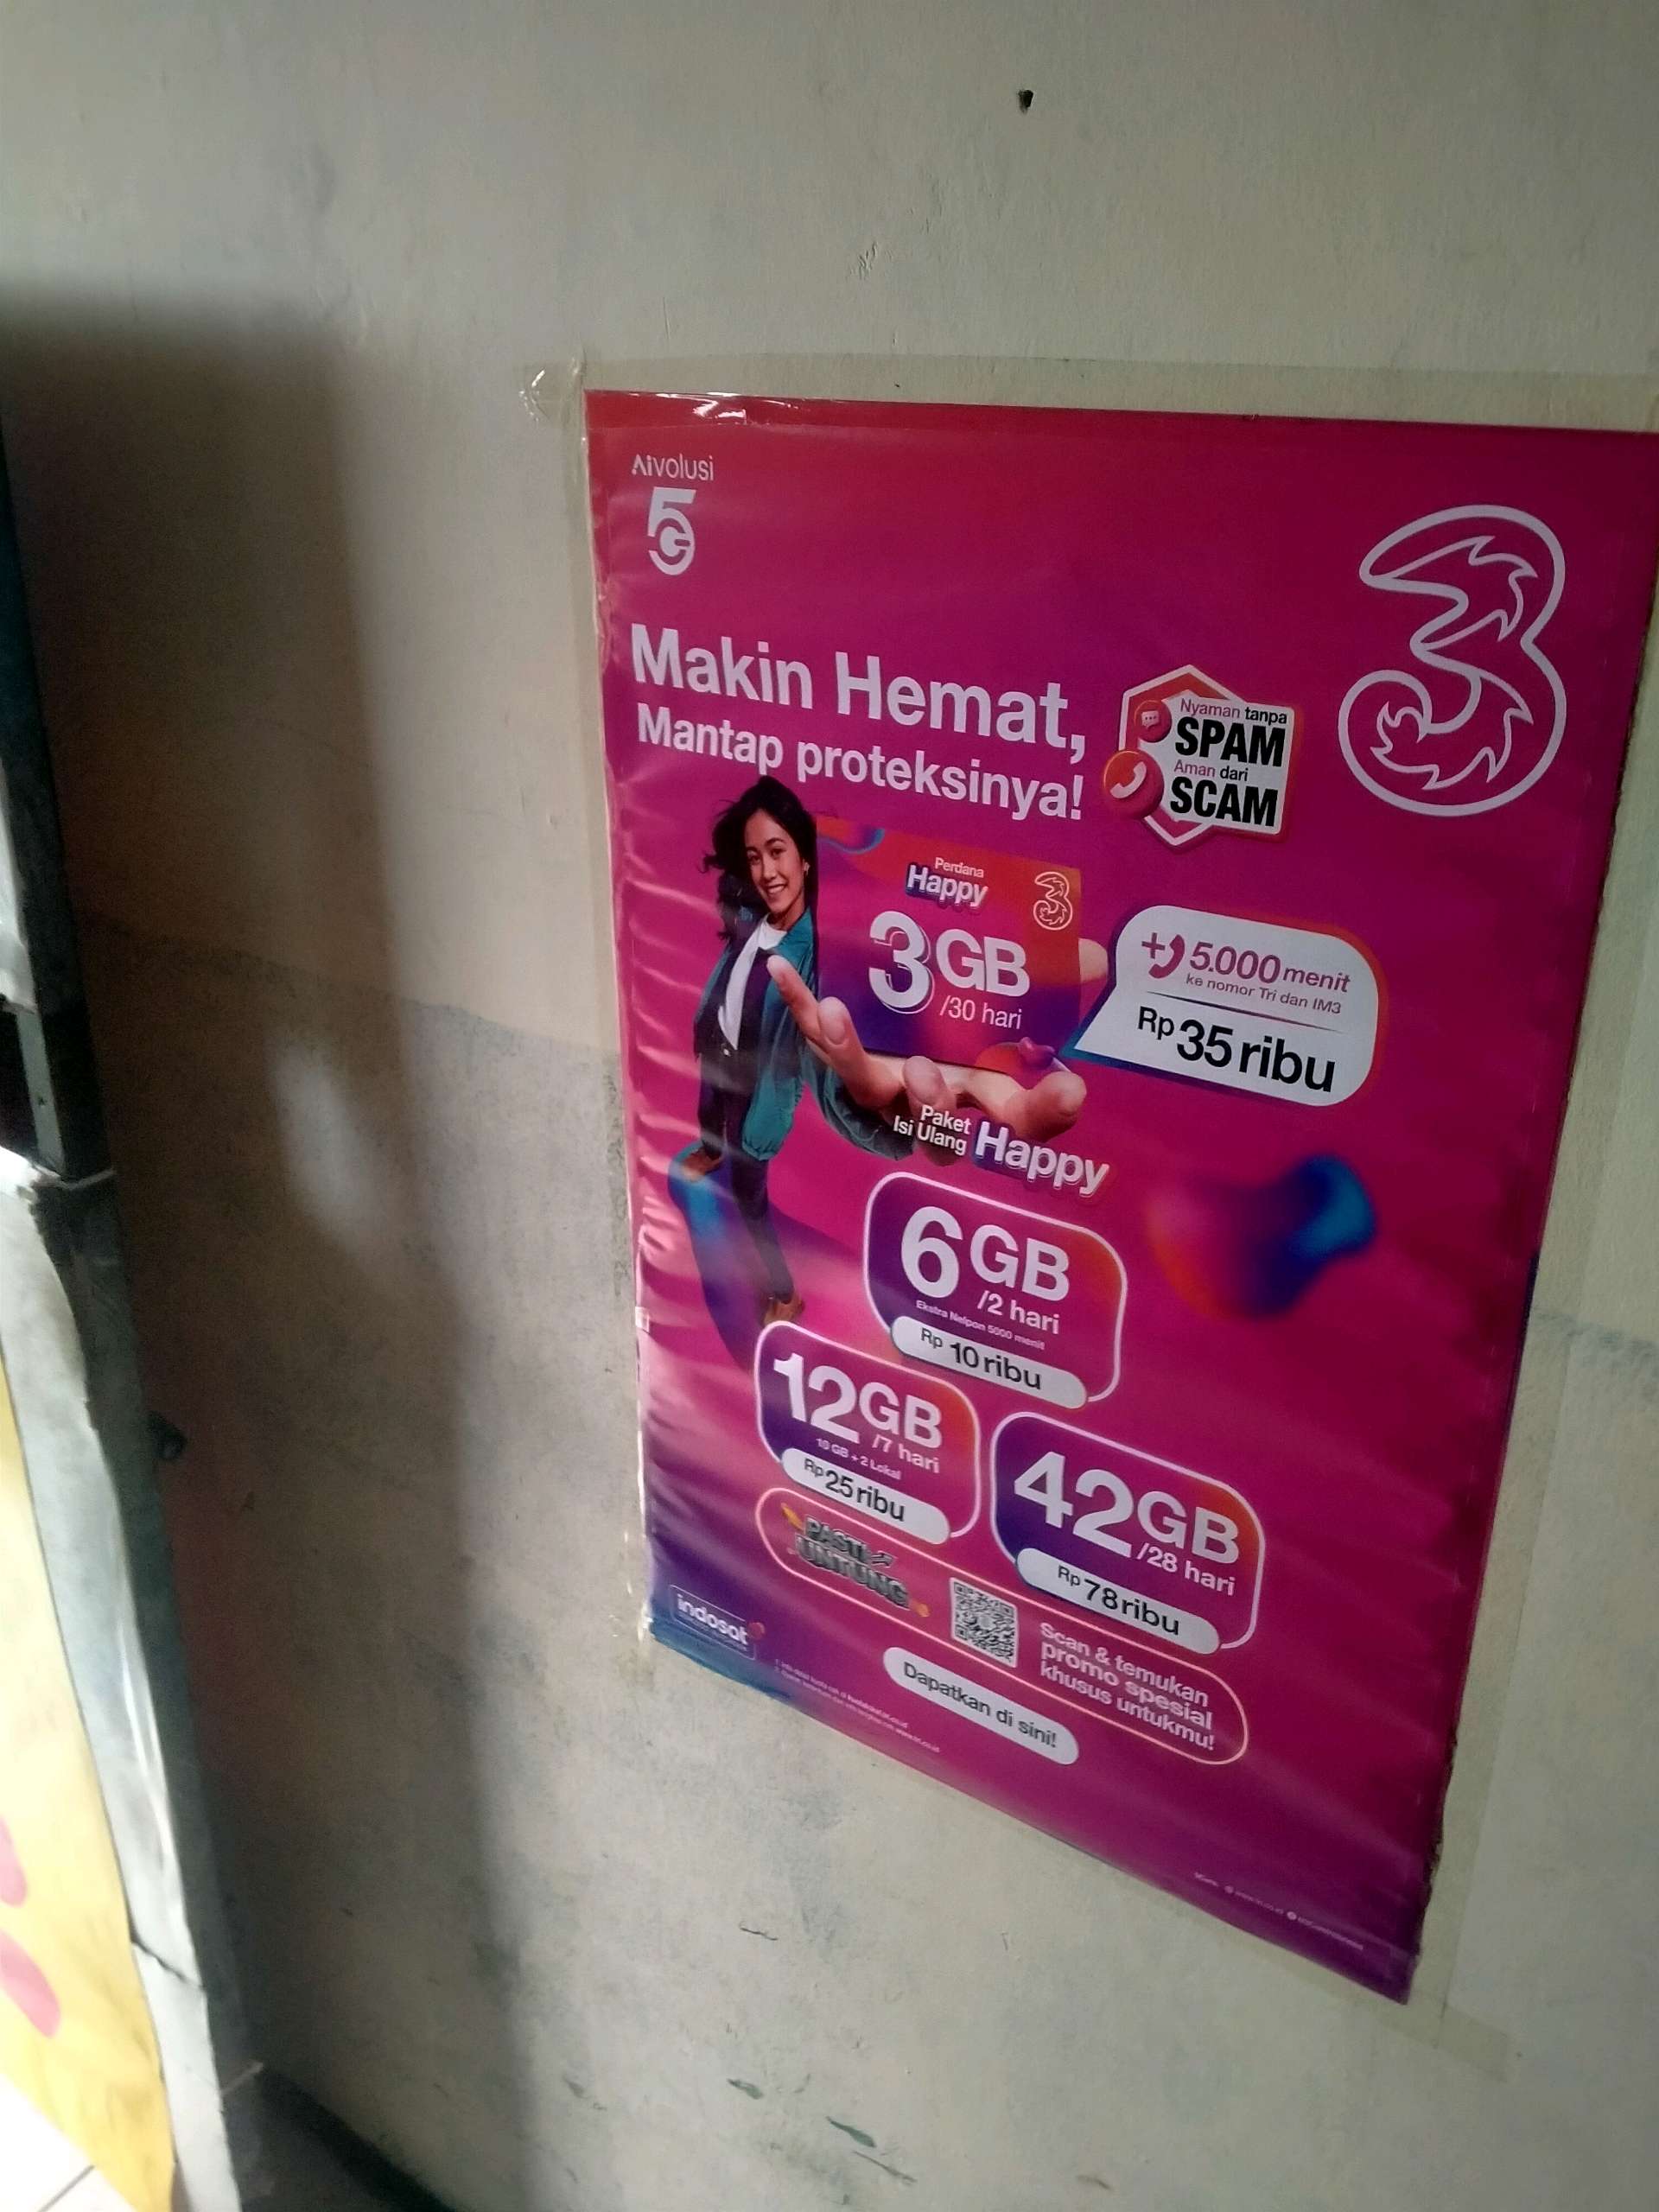 Aivolusi
5G
3
Makin Hemat,
Mantap proteksinya!
Nyaman tanpa
SPAM
Aman dari
SCAM
Perdana
Happy
3
3GB
/30 hari
+ 5.000 menit
ke nomor Tri dan IM3
Rp 35 ribu
Paket
Isi Ulang
Happy
6GB
/2 hari
Ekstra Nelpon 5000 menit
Rp 10 ribu
12GB
/7 hari
10 GB + 2 Lokal
Rp 25 ribu
42GB
/28 hari
Rp 78 ribu
PASTI
UNTUNG
Scan & temukan
promo spesial
khusus untukmu!
indosat
Dapatkan di sini!